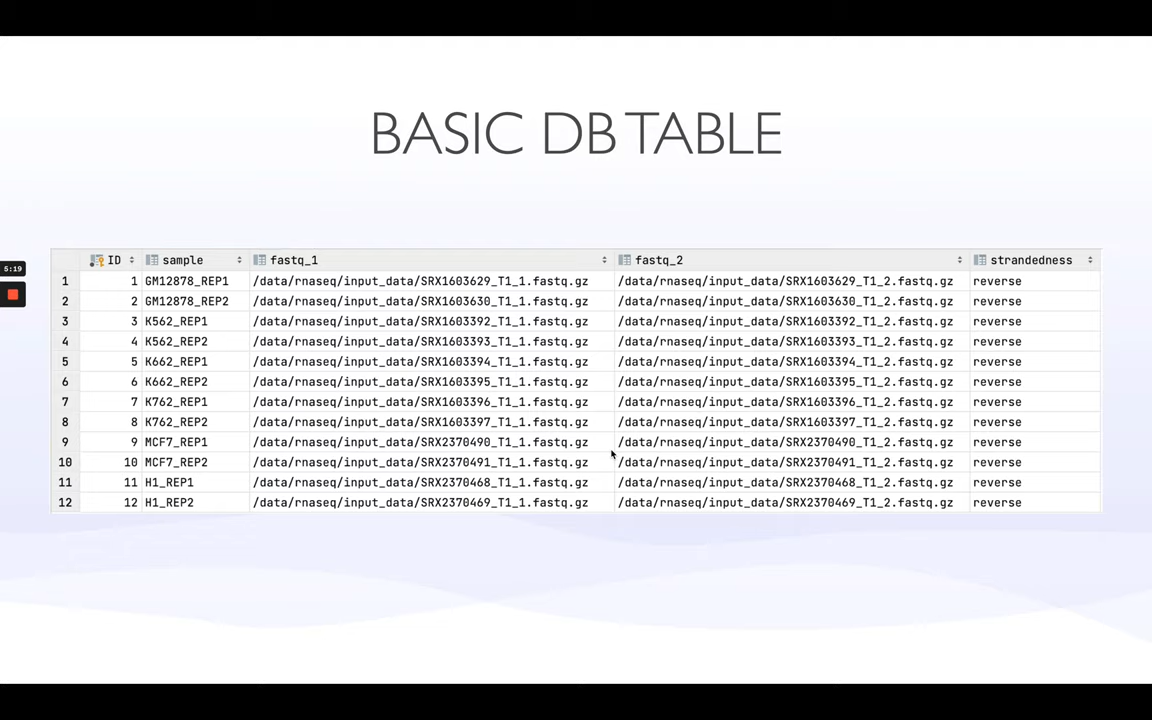 BASIC DB TABLE
ID sample fastq_1 fastq_2 strandedness
5:19
1 1 GM12878_REP1 /data/rnaseq/input_data/SRX1603629_T1_1.fastq.gz /data/rnaseq/input_data/SRX1603629_T1_2.fastq.gz reverse
2 2 GM12878_REP2 /data/rnaseq/input_data/SRX1603630_T1_1.fastq.gz /data/rnaseq/input_data/SRX1603630_T1_2.fastq.gz reverse
3 3 K562_REP1 /data/rnaseq/input_data/SRX1603392_T1_1.fastq.gz /data/rnaseq/input_data/SRX1603392_T1_2.fastq.gz reverse
4 4 K562_REP2 /data/rnaseq/input_data/SRX1603393_T1_1.fastq.gz /data/rnaseq/input_data/SRX1603393_T1_2.fastq.gz reverse
5 5 K662_REP1 /data/rnaseq/input_data/SRX1603394_T1_1.fastq.gz /data/rnaseq/input_data/SRX1603394_T1_2.fastq.gz reverse
6 6 K662_REP2 /data/rnaseq/input_data/SRX1603395_T1_1.fastq.gz /data/rnaseq/input_data/SRX1603395_T1_2.fastq.gz reverse
7 7 K762_REP1 /data/rnaseq/input_data/SRX1603396_T1_1.fastq.gz /data/rnaseq/input_data/SRX1603396_T1_2.fastq.gz reverse
8 8 K762_REP2 /data/rnaseq/input_data/SRX1603397_T1_1.fastq.gz /data/rnaseq/input_data/SRX1603397_T1_2.fastq.gz reverse
9 9 MCF7_REP1 /data/rnaseq/input_data/SRX2370490_T1_1.fastq.gz /data/rnaseq/input_data/SRX2370490_T1_2.fastq.gz reverse
10 10 MCF7_REP2 /data/rnaseq/input_data/SRX2370491_T1_1.fastq.gz /data/rnaseq/input_data/SRX2370491_T1_2.fastq.gz reverse
11 11 H1_REP1 /data/rnaseq/input_data/SRX2370468_T1_1.fastq.gz /data/rnaseq/input_data/SRX2370468_T1_2.fastq.gz reverse
12 12 H1_REP2 /data/rnaseq/input_data/SRX2370469_T1_1.fastq.gz /data/rnaseq/input_data/SRX2370469_T1_2.fastq.gz reverse